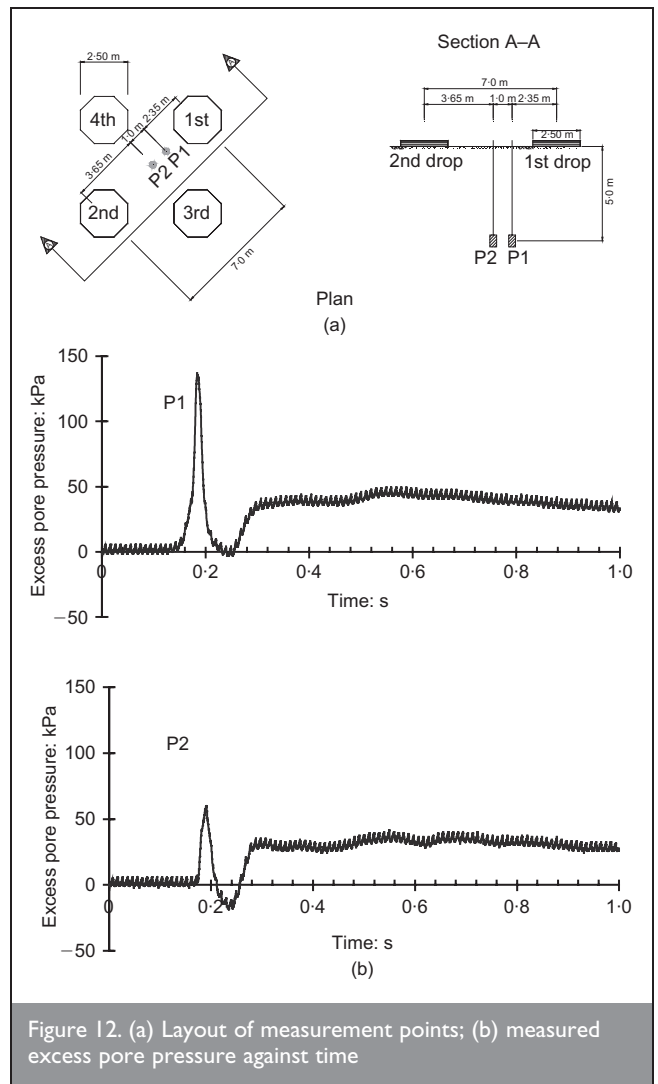 Section A–A
2·50 m
4th
1st
2nd
3rd
3·65 m
1·0 m
2·35 m
P2
P1
7·0 m
A
A
7·0 m
3·65 m
1·0 m
2·35 m
2·50 m
2nd drop
1st drop
5·0 m
P2
P1
Plan
(a)
Excess pore pressure: kPa
150
100
50
0
−50
P1
0
0·2
0·4
0·6
0·8
1·0
Time: s
Excess pore pressure: kPa
150
100
50
0
−50
P2
0
0·2
0·4
0·6
0·8
1·0
Time: s
(b)
Figure 12. (a) Layout of measurement points; (b) measured
excess pore pressure against time